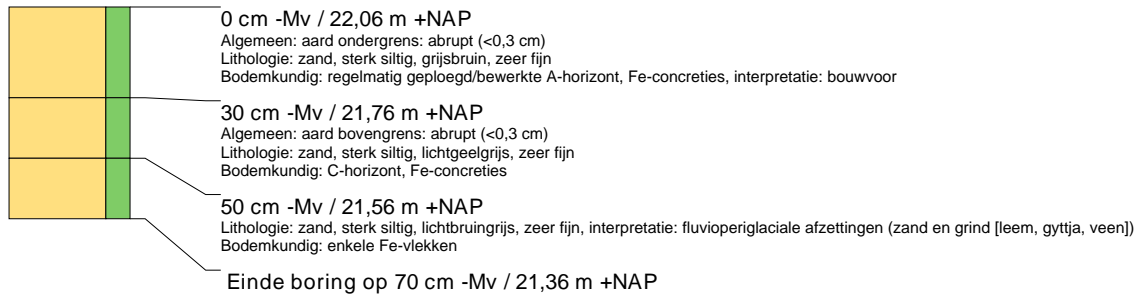 0 cm -Mv / 22,06 m +NAP
Algemeen: aard ondergrens: abrupt (<0,3 cm)
Lithologie: zand, sterk siltig, grijsbruin, zeer fijn
Bodemkundig: regelmatig geploegd/bewerkte A-horizont, Fe-concreties, interpretatie: bouwvoor
30 cm -Mv / 21,76 m +NAP
Algemeen: aard bovengrens: abrupt (<0,3 cm)
Lithologie: zand, sterk siltig, lichtgeelgrijs, zeer fijn
Bodemkundig: C-horizont, Fe-concreties
50 cm -Mv / 21,56 m +NAP
Lithologie: zand, sterk siltig, lichtbruingrijs, zeer fijn, interpretatie: fluvioperiglaciale afzettingen (zand en grind [leem, gyttja, veen])
Bodemkundig: enkele Fe-vlekken
Einde boring op 70 cm -Mv / 21,36 m +NAP